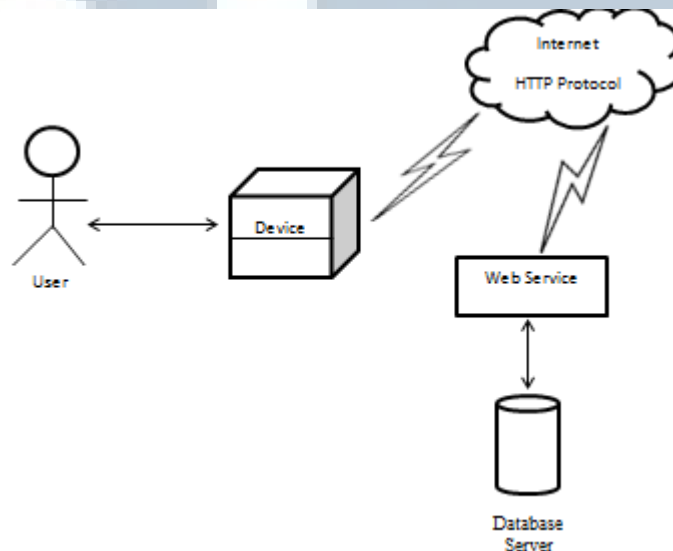 Internet
HTTP Protocol
Device
User
Web Service
Database
Server